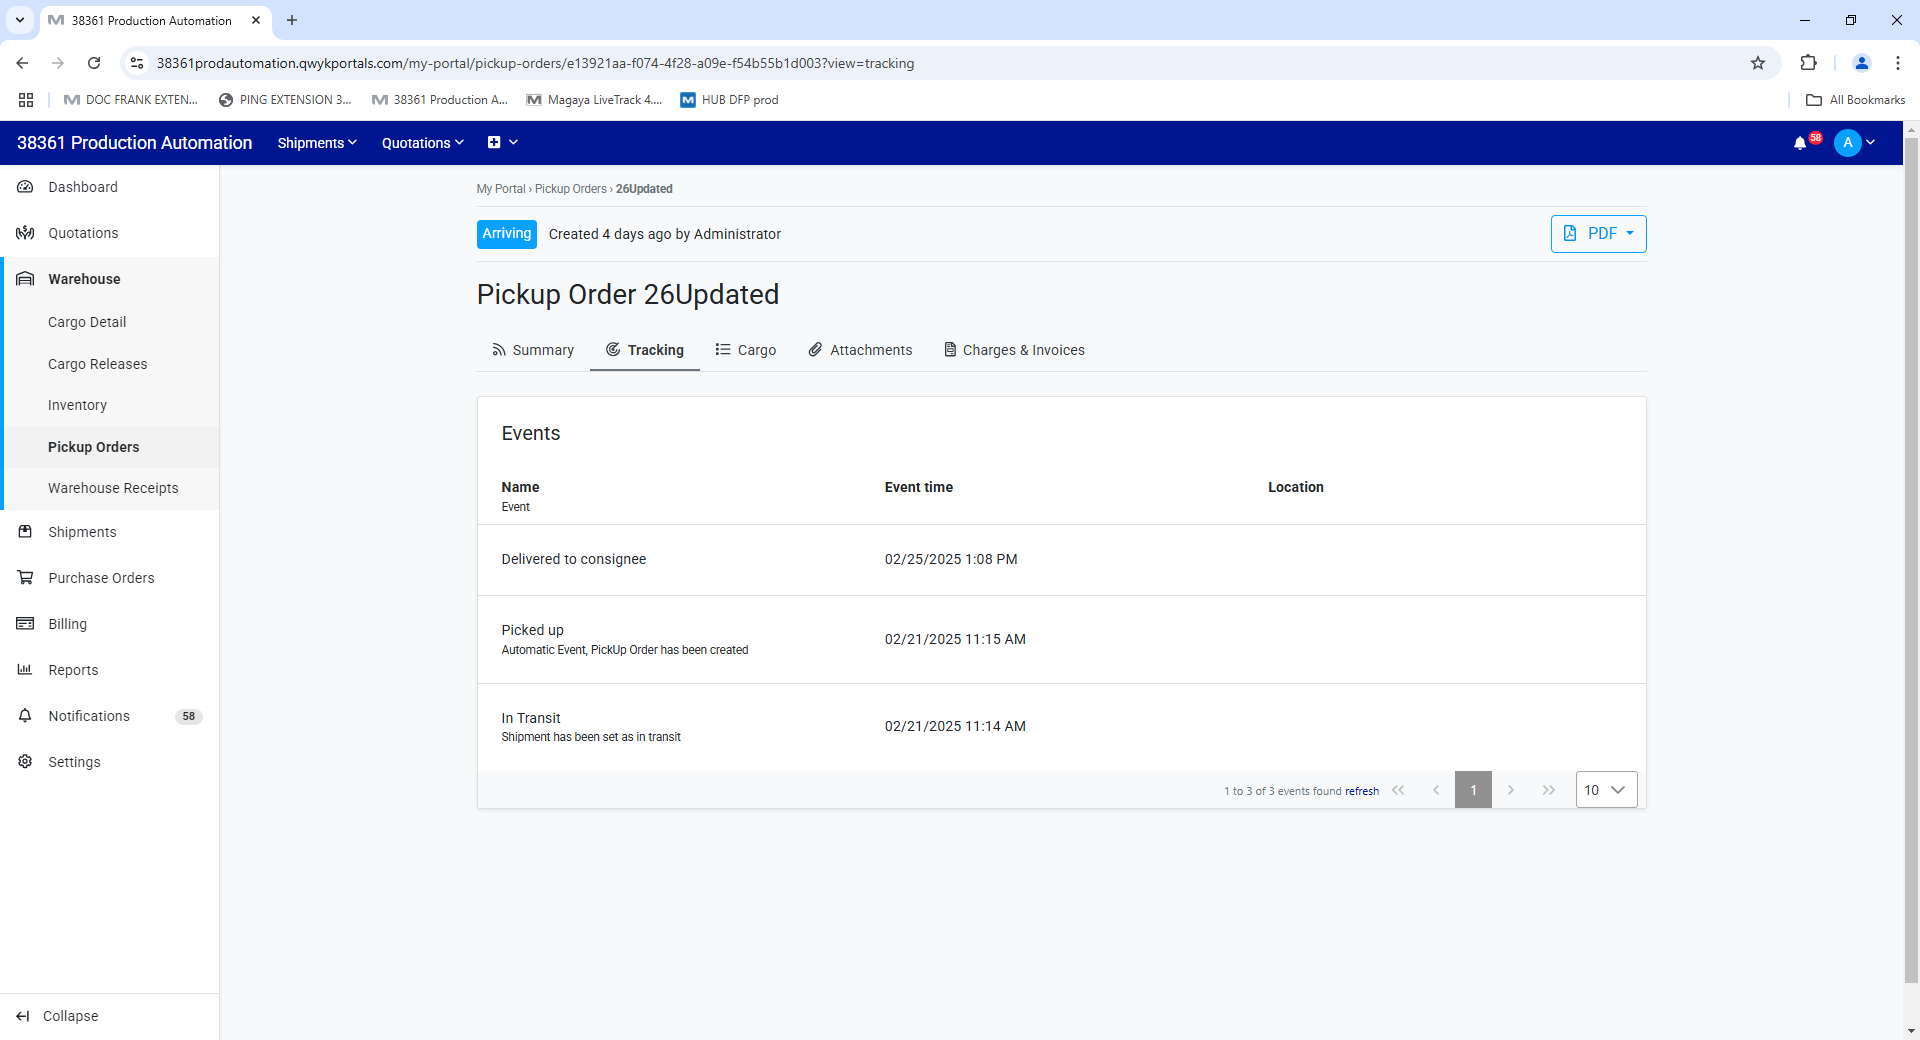 38361 Production Automation
38361prodautomation.qwykportals.com/my-portal/pickup-orders/e13921aa-f074-4f28-a09e-f54b55b1d003?view=tracking
DOC FRANK EXTEN... PING EXTENSION 3... 38361 Production A... Magaya LiveTrack 4.... HUB DFP prod All Bookmarks
38361 Production Automation Shipments Quotations 58 A
Dashboard
Quotations
Warehouse
Cargo Detail
Cargo Releases
Inventory
Pickup Orders
Warehouse Receipts
Shipments
Purchase Orders
Billing
Reports
Notifications 58
Settings
Collapse
My Portal › Pickup Orders › 26Updated
Arriving Created 4 days ago by Administrator PDF
Pickup Order 26Updated
Summary Tracking Cargo Attachments Charges & Invoices
Events
Name Event time Location
Event
Delivered to consignee 02/25/2025 1:08 PM
Picked up
Automatic Event, PickUp Order has been created 02/21/2025 11:15 AM
In Transit
Shipment has been set as in transit 02/21/2025 11:14 AM
1 to 3 of 3 events found refresh 1 10